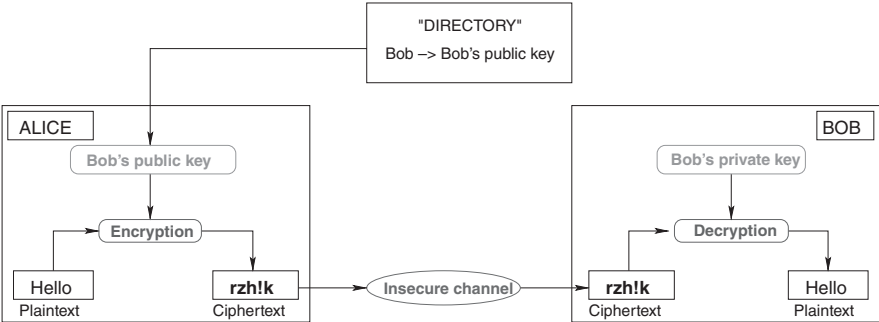 "DIRECTORY"
Bob –> Bob's public key
ALICE
BOB
Bob's public key
Bob's private key
Encryption
Decryption
Hello
rzh!k
Insecure channel
rzh!k
Hello
Plaintext
Ciphertext
Ciphertext
Plaintext